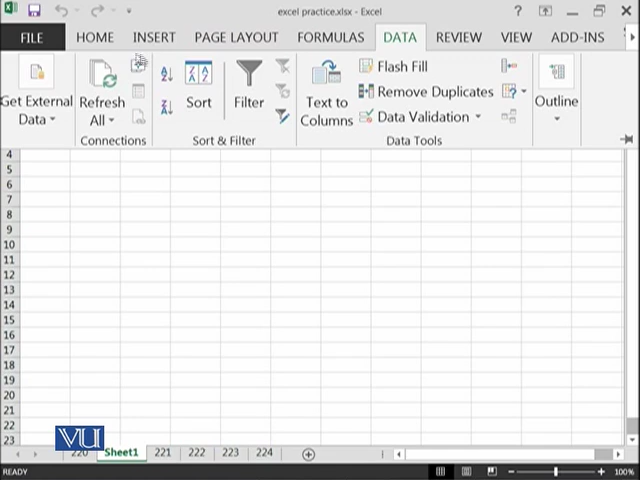 excel practice.xlsx - Excel
FILE HOME INSERT PAGE LAYOUT FORMULAS DATA REVIEW VIEW ADD-INS
Get External Data
Refresh All
Sort
Filter
Text to Columns
Flash Fill
Remove Duplicates
Data Validation
Outline
Connections
Sort & Filter
Data Tools
4
5
6
7
8
9
10
11
12
13
14
15
16
17
18
19
20
21
22
23
VU
220 Sheet1 221 222 223 224
READY
100%